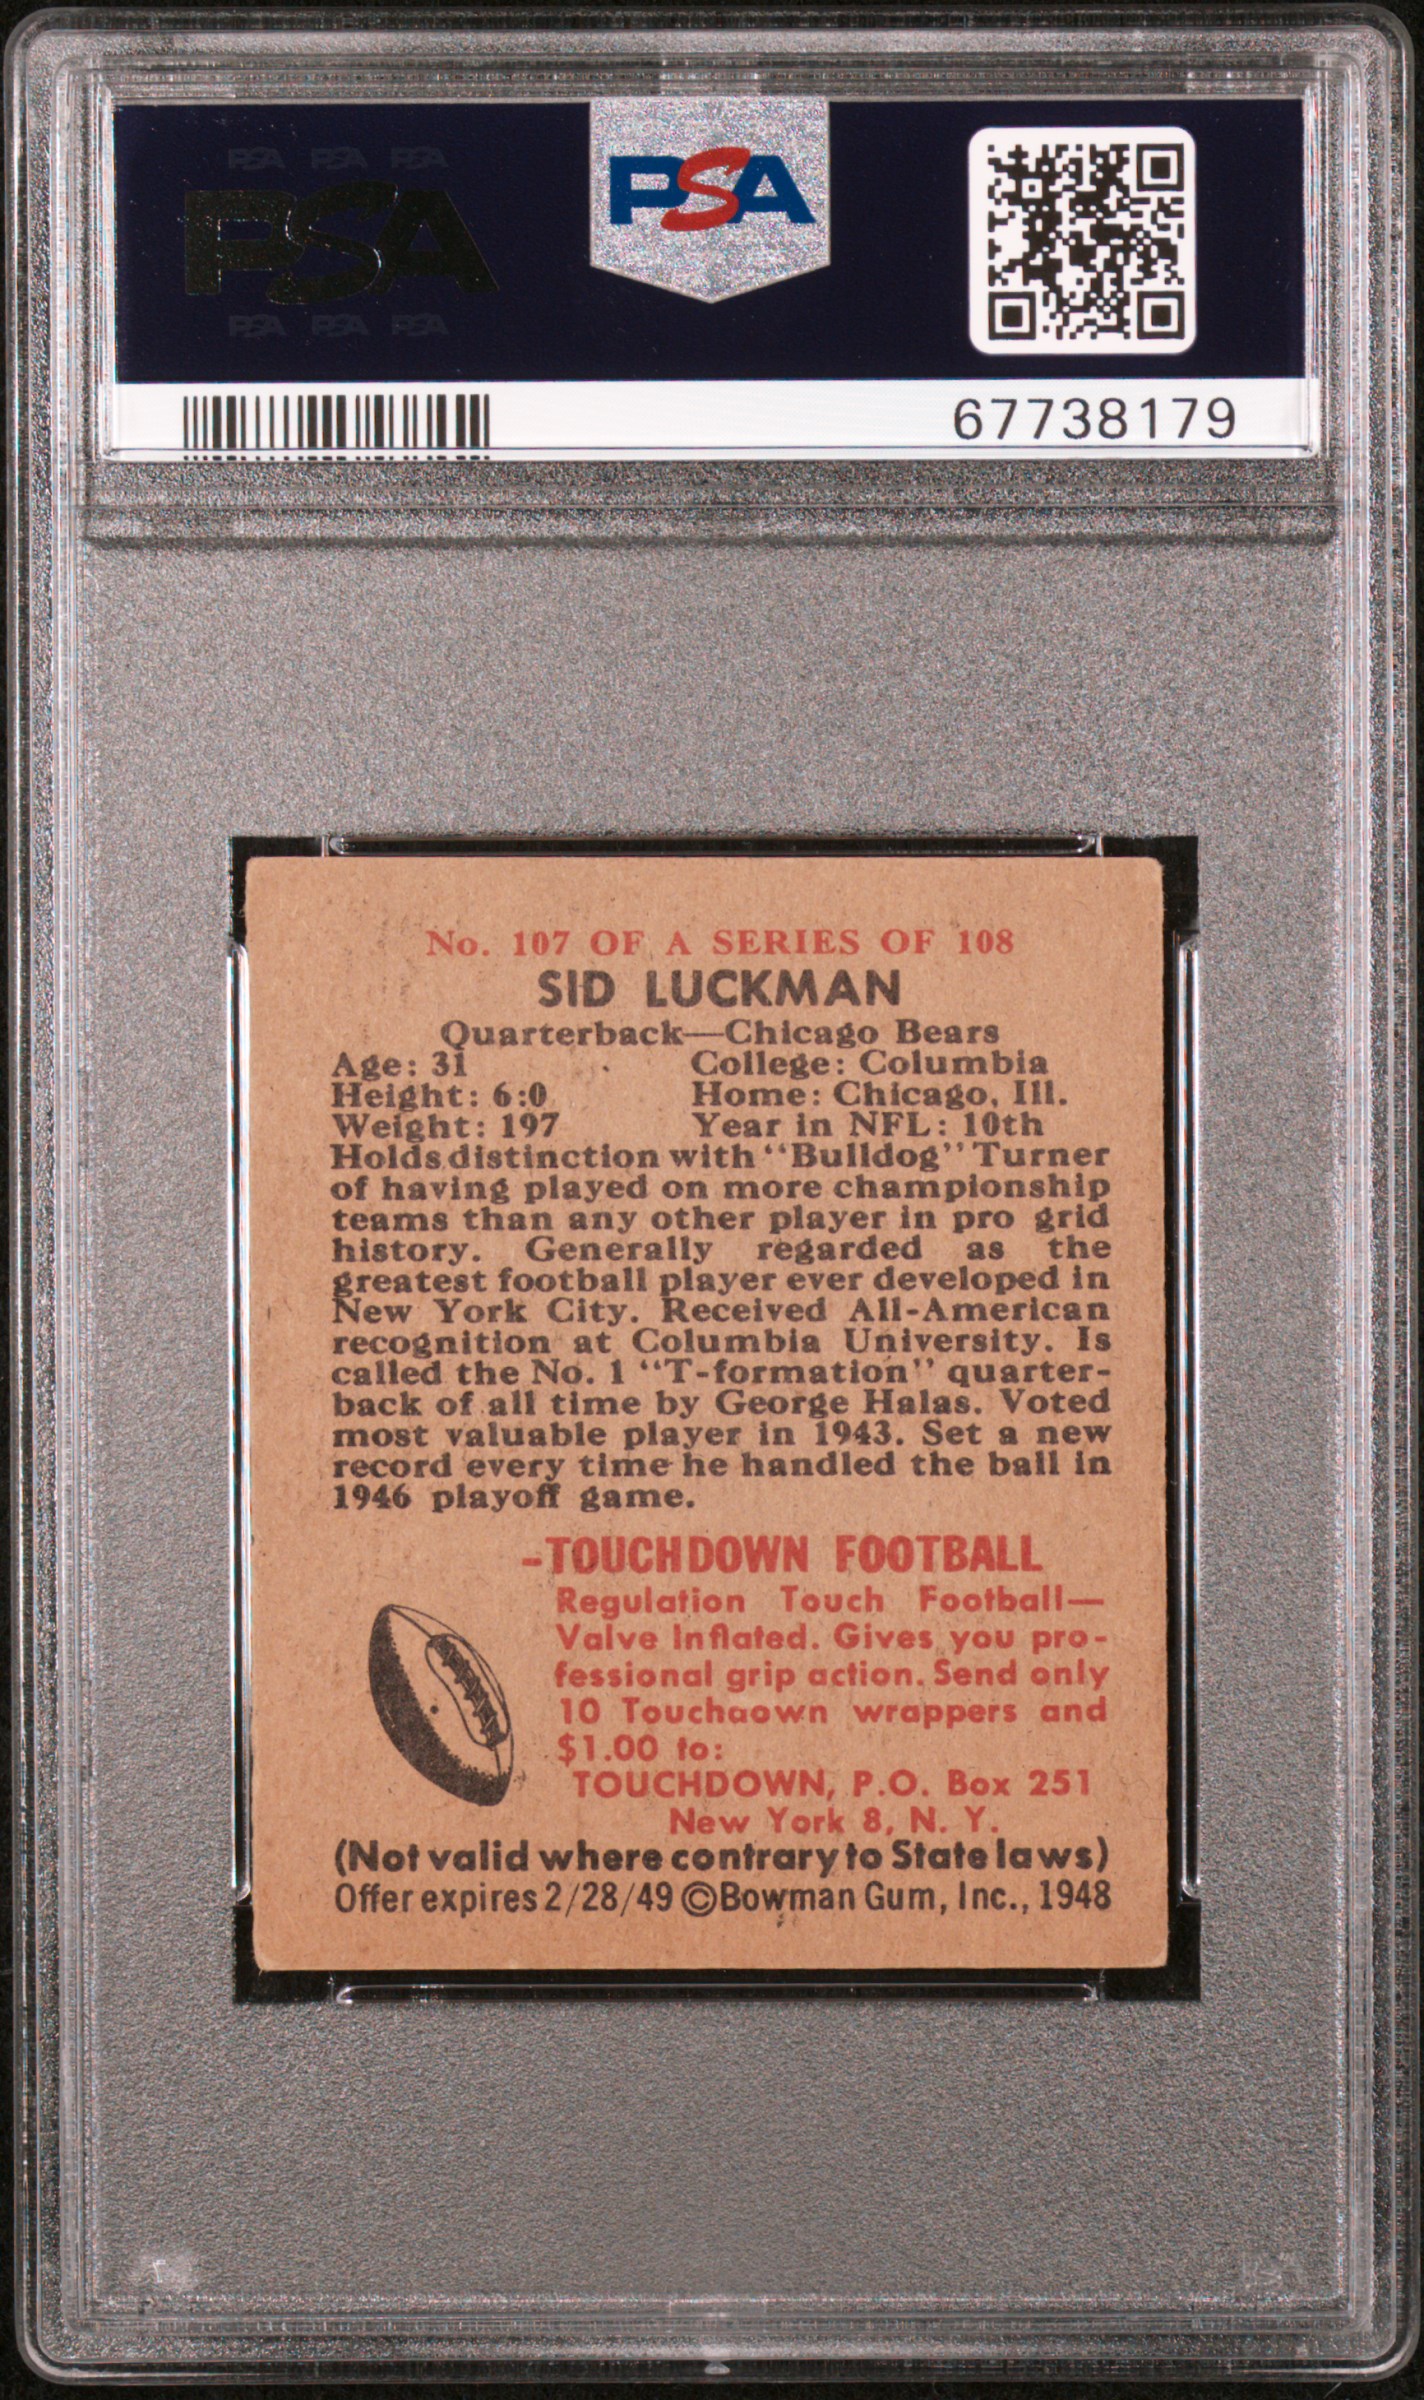 PSA PSA PSA
PSA
PSA PSA PSA
PSA
67738179
No. 107 OF A SERIES OF 108
SID LUCKMAN
Quarterback—Chicago Bears
Age: 31 College: Columbia
Height: 6:0 Home: Chicago, Ill.
Weight: 197 Year in NFL: 10th
Holds distinction with "Bulldog" Turner
of having played on more championship
teams than any other player in pro grid
history. Generally regarded as the
greatest football player ever developed in
New York City. Received All-American
recognition at Columbia University. Is
called the No. 1 "T-formation" quarter-
back of all time by George Halas. Voted
most valuable player in 1943. Set a new
record every time he handled the ball in
1946 playoff game.
-TOUCHDOWN FOOTBALL
Regulation Touch Football—
Valve Inflated. Gives you pro-
fessional grip action. Send only
10 Touchdown wrappers and
$1.00 to:
TOUCHDOWN, P.O. Box 251
New York 8, N. Y.
(Not valid where contrary to State laws)
Offer expires 2/28/49 ©Bowman Gum, Inc., 1948